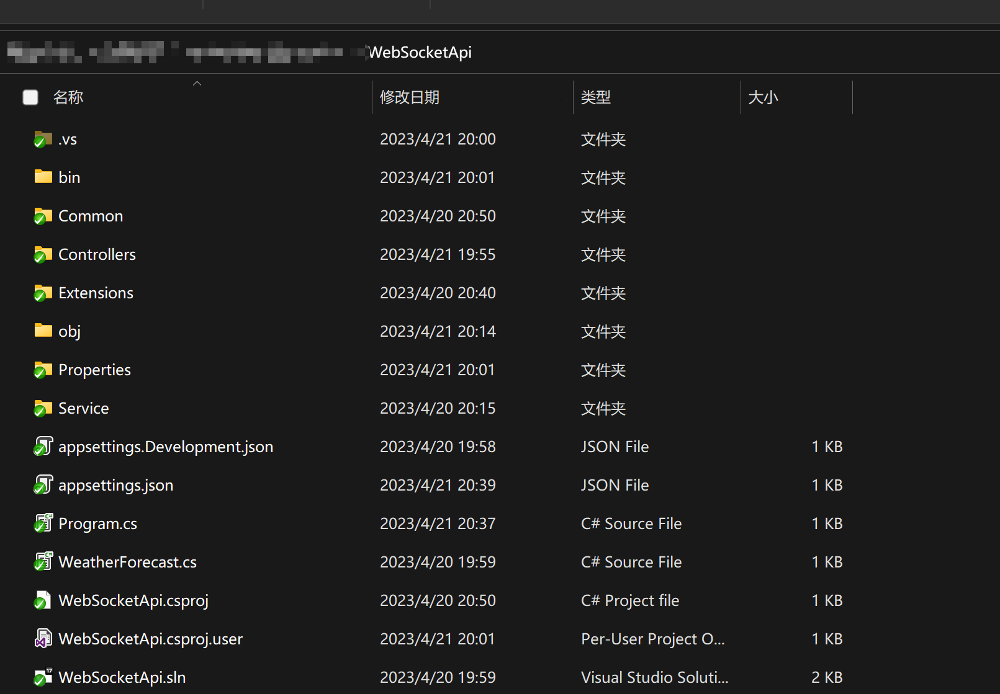 WebSocketApi
名称 修改日期 类型 大小
.vs 2023/4/21 20:00 文件夹
bin 2023/4/21 20:01 文件夹
Common 2023/4/20 20:50 文件夹
Controllers 2023/4/21 19:55 文件夹
Extensions 2023/4/20 20:40 文件夹
obj 2023/4/21 20:14 文件夹
Properties 2023/4/21 20:01 文件夹
Service 2023/4/20 20:15 文件夹
appsettings.Development.json 2023/4/20 19:58 JSON File 1 KB
appsettings.json 2023/4/21 20:39 JSON File 1 KB
Program.cs 2023/4/21 20:37 C# Source File 1 KB
WeatherForecast.cs 2023/4/20 19:59 C# Source File 1 KB
WebSocketApi.csproj 2023/4/20 20:50 C# Project file 1 KB
WebSocketApi.csproj.user 2023/4/21 20:01 Per-User Project O... 1 KB
WebSocketApi.sln 2023/4/20 19:59 Visual Studio Soluti... 2 KB